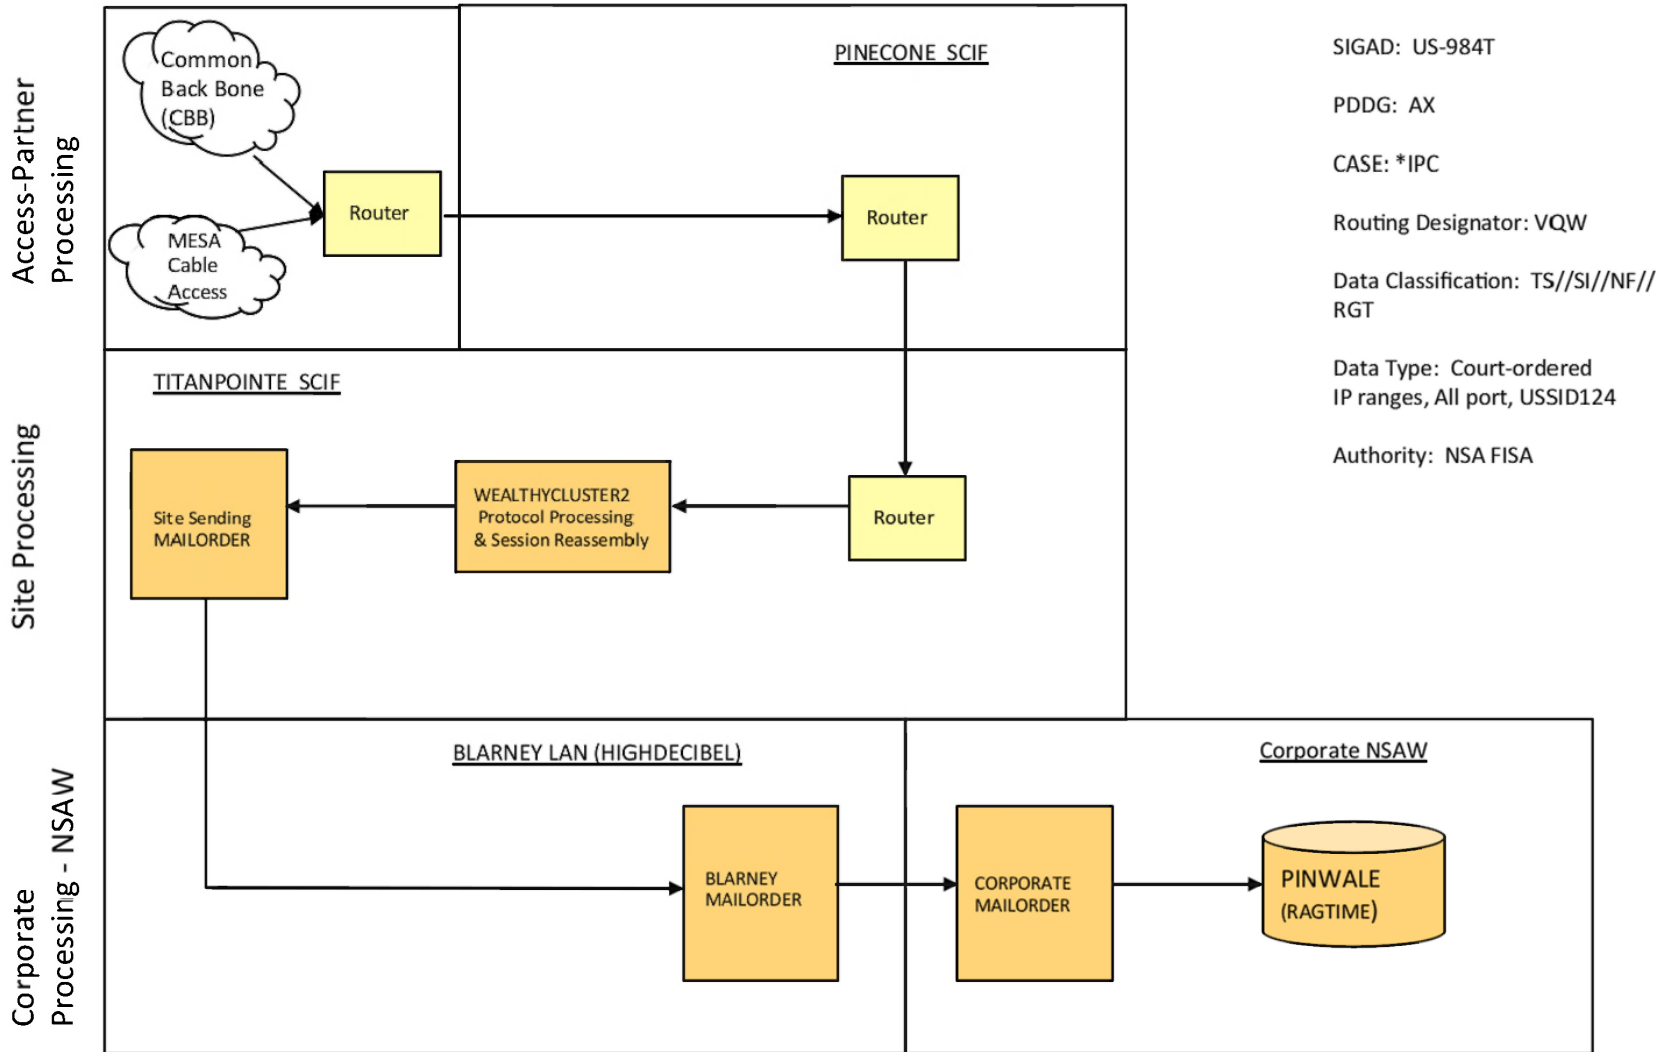 Access-Partner
Processing
Common
Back Bone
(CBB)
MESA
Cable
Access
Router
PINECONE SCIF
Router
SIGAD: US-984T
PDDG: AX
CASE: *IPC
Routing Designator: VQW
Data Classification: TS//SI//NF//
RGT
Data Type: Court-ordered
IP ranges, All port, USSID124
Authority: NSA FISA
Site Processing
TITANPOINTE SCIF
Site Sending
MAILORDER
WEALTHYCLUSTER2
Protocol Processing
& Session Reassembly
Router
Corporate
Processing - NSAW
BLARNEY LAN (HIGHDECIBEL)
BLARNEY
MAILORDER
Corporate NSAW
CORPORATE
MAILORDER
PINWALE
(RAGTIME)